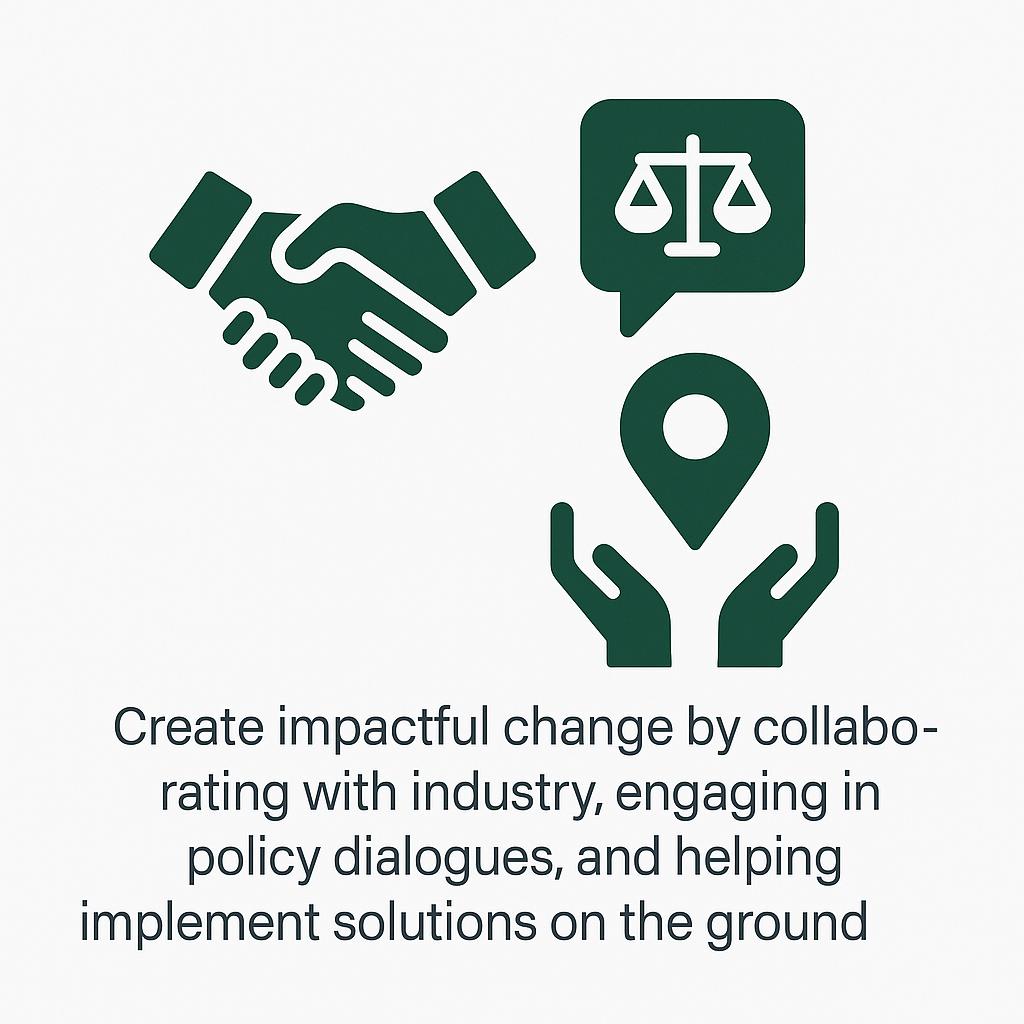 Create impactful change by collabo-
rating with industry, engaging in
policy dialogues, and helping
implement solutions on the ground